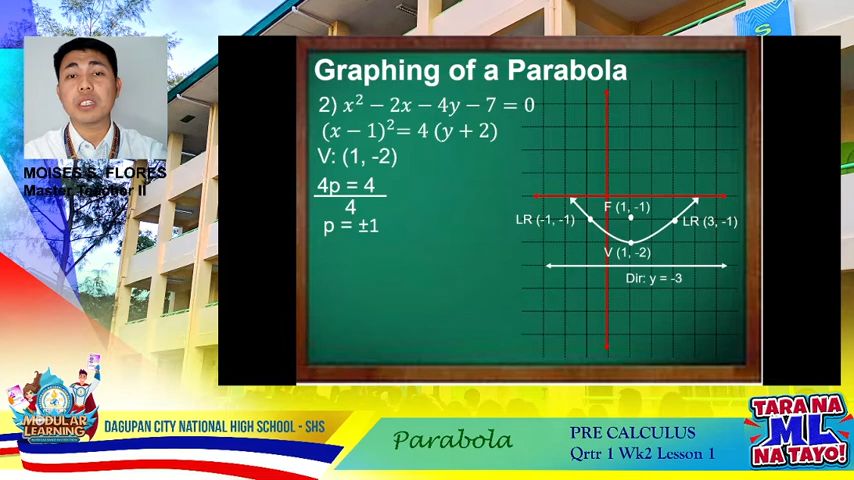 Graphing of a Parabola
2) x² − 2x − 4y − 7 = 0
(x − 1)² = 4 (y + 2)
V: (1, -2)
4p = 4
4
p = ±1
F (1, -1)
LR (-1, -1)
LR (3, -1)
V (1, -2)
Dir: y = -3
MOISES S. FLORES
Master Teacher II
MODULAR
LEARNING
DAGUPAN CITY NATIONAL HIGH SCHOOL - SHS
Parabola
PRE CALCULUS
Qrtr 1 Wk2 Lesson 1
TARA NA
ML
NA TAYO!